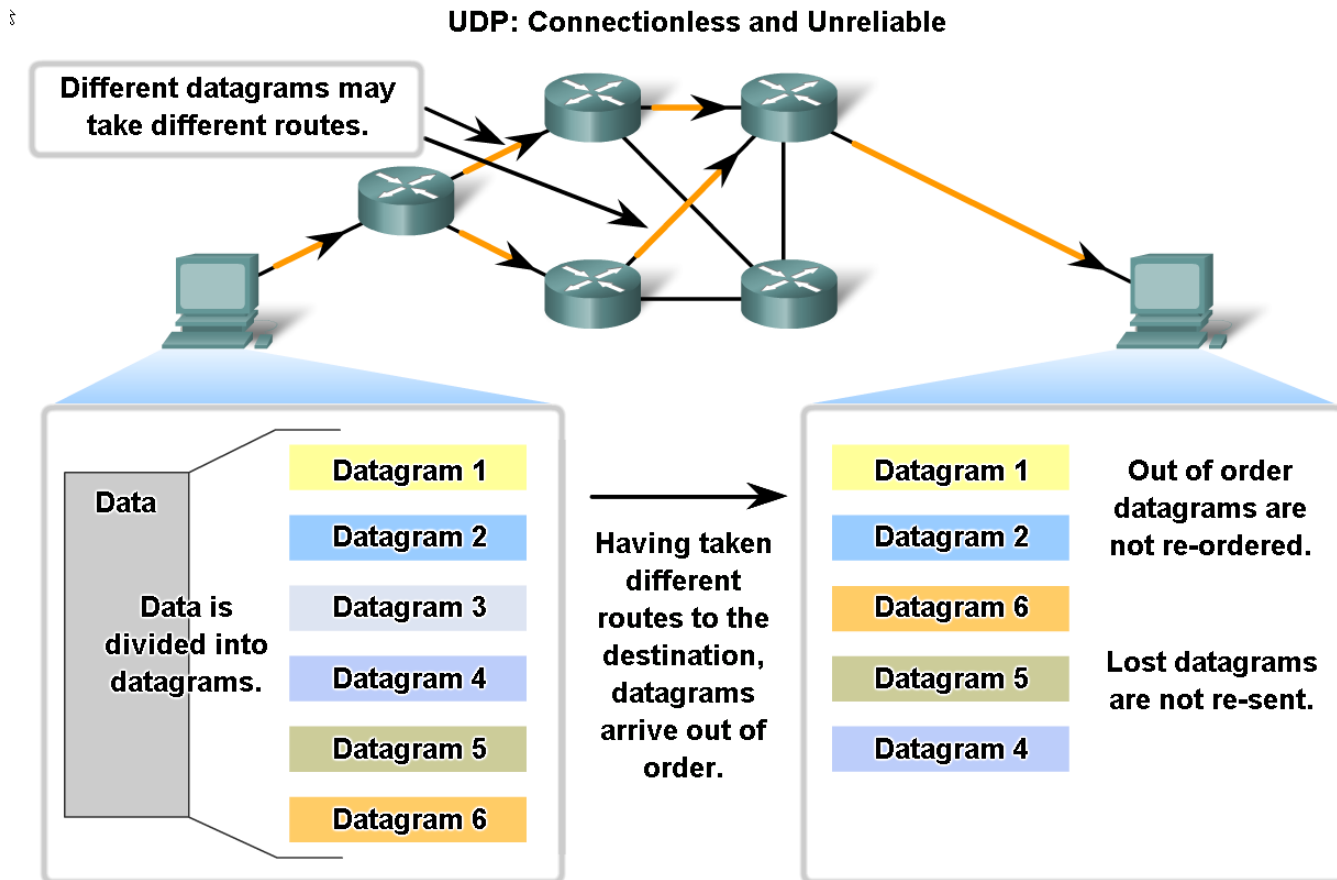 UDP: Connectionless and Unreliable
Different datagrams may
take different routes.
Data
Data is
divided into
datagrams.
Datagram 1
Datagram 2
Datagram 3
Datagram 4
Datagram 5
Datagram 6
Having taken
different
routes to the
destination,
datagrams
arrive out of
order.
Datagram 1
Datagram 2
Datagram 6
Datagram 5
Datagram 4
Out of order
datagrams are
not re-ordered.
Lost datagrams
are not re-sent.